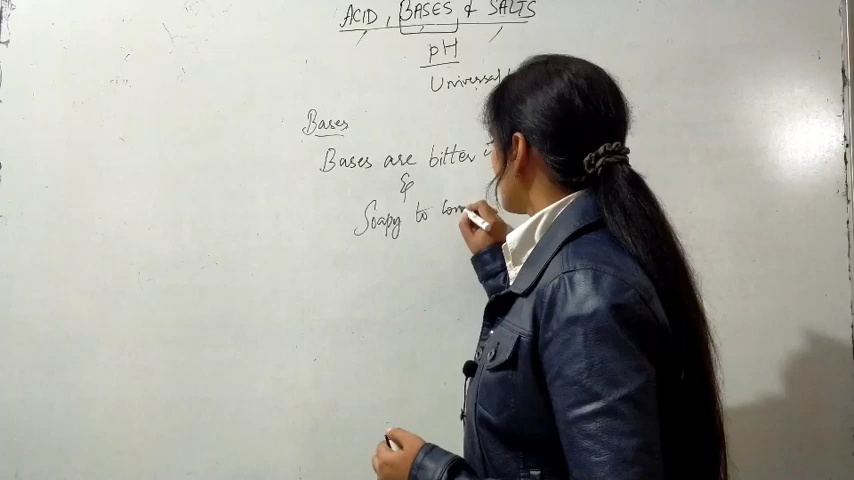 ACID, BASES & SALTS
pH
Universal
Bases
Bases are bitter i
&
Soapy to